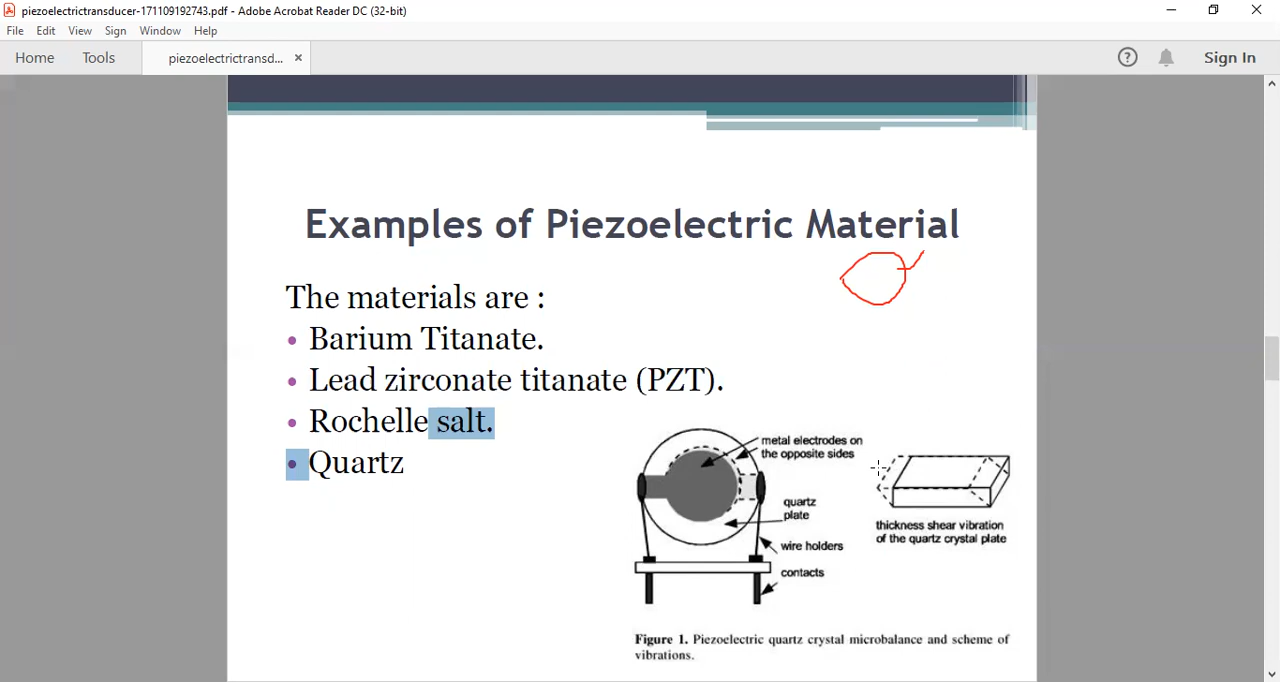 piezoelectrictransducer-171109192743.pdf - Adobe Acrobat Reader DC (32-bit)
File Edit View Sign Window Help
Home Tools piezoelectrictransd... × ? Sign In
Examples of Piezoelectric Material
The materials are :
• Barium Titanate.
• Lead zirconate titanate (PZT).
• Rochelle salt.
• Quartz
metal electrodes on
the opposite sides
quartz
plate
wire holders
contacts
thickness shear vibration
of the quartz crystal plate
Figure 1. Piezoelectric quartz crystal microbalance and scheme of
vibrations.